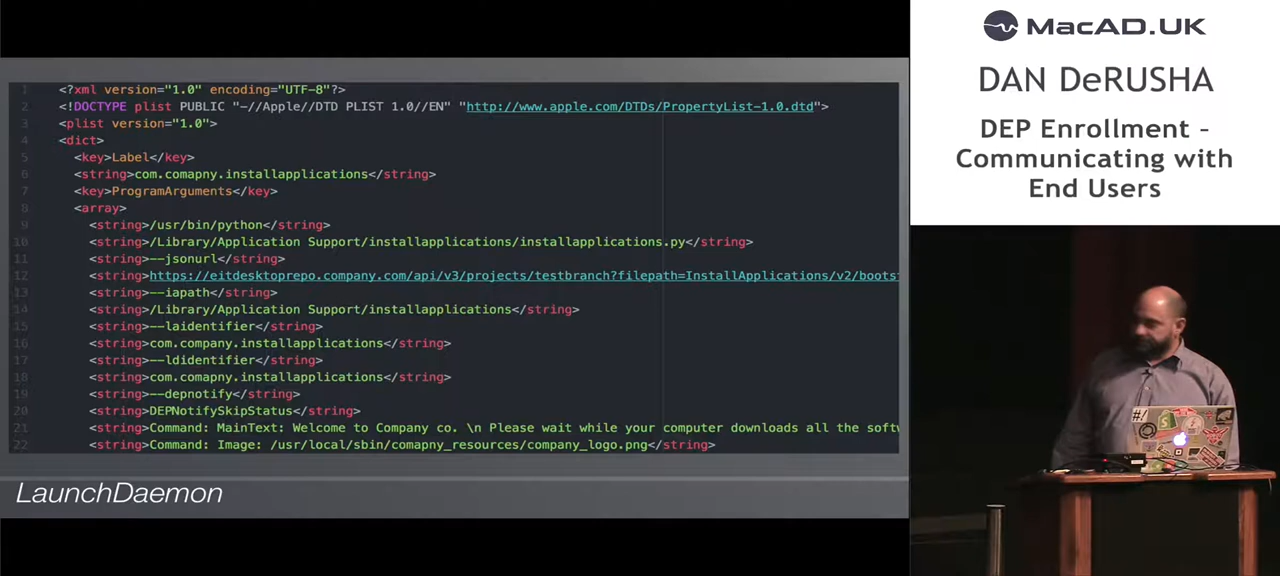 1 <?xml version="1.0" encoding="UTF-8"?>
2 <!DOCTYPE plist PUBLIC "-//Apple//DTD PLIST 1.0//EN" "http://www.apple.com/DTDs/PropertyList-1.0.dtd">
3 <plist version="1.0">
4 <dict>
5 <key>Label</key>
6 <string>com.comapny.installapplications</string>
7 <key>ProgramArguments</key>
8 <array>
9 <string>/usr/bin/python</string>
10 <string>/Library/Application Support/installapplications/installapplications.py</string>
11 <string>--jsonurl</string>
12 <string>https://eitdesktoprepo.company.com/api/v3/projects/testbranch?filepath=InstallApplications/v2/boots
13 <string>--iapath</string>
14 <string>/Library/Application Support/installapplications</string>
15 <string>--laidentifier</string>
16 <string>com.company.installapplications</string>
17 <string>--ldidentifier</string>
18 <string>com.comapny.installapplications</string>
19 <string>--depnotify</string>
20 <string>DEPNotifySkipStatus</string>
21 <string>Command: MainText: Welcome to Company co. \n Please wait while your computer downloads all the softw
22 <string>Command: Image: /usr/local/sbin/comapny_resources/company_logo.png</string>
LaunchDaemon
MacAD.UK
DAN DeRUSHA
DEP Enrollment –
Communicating with
End Users
#!